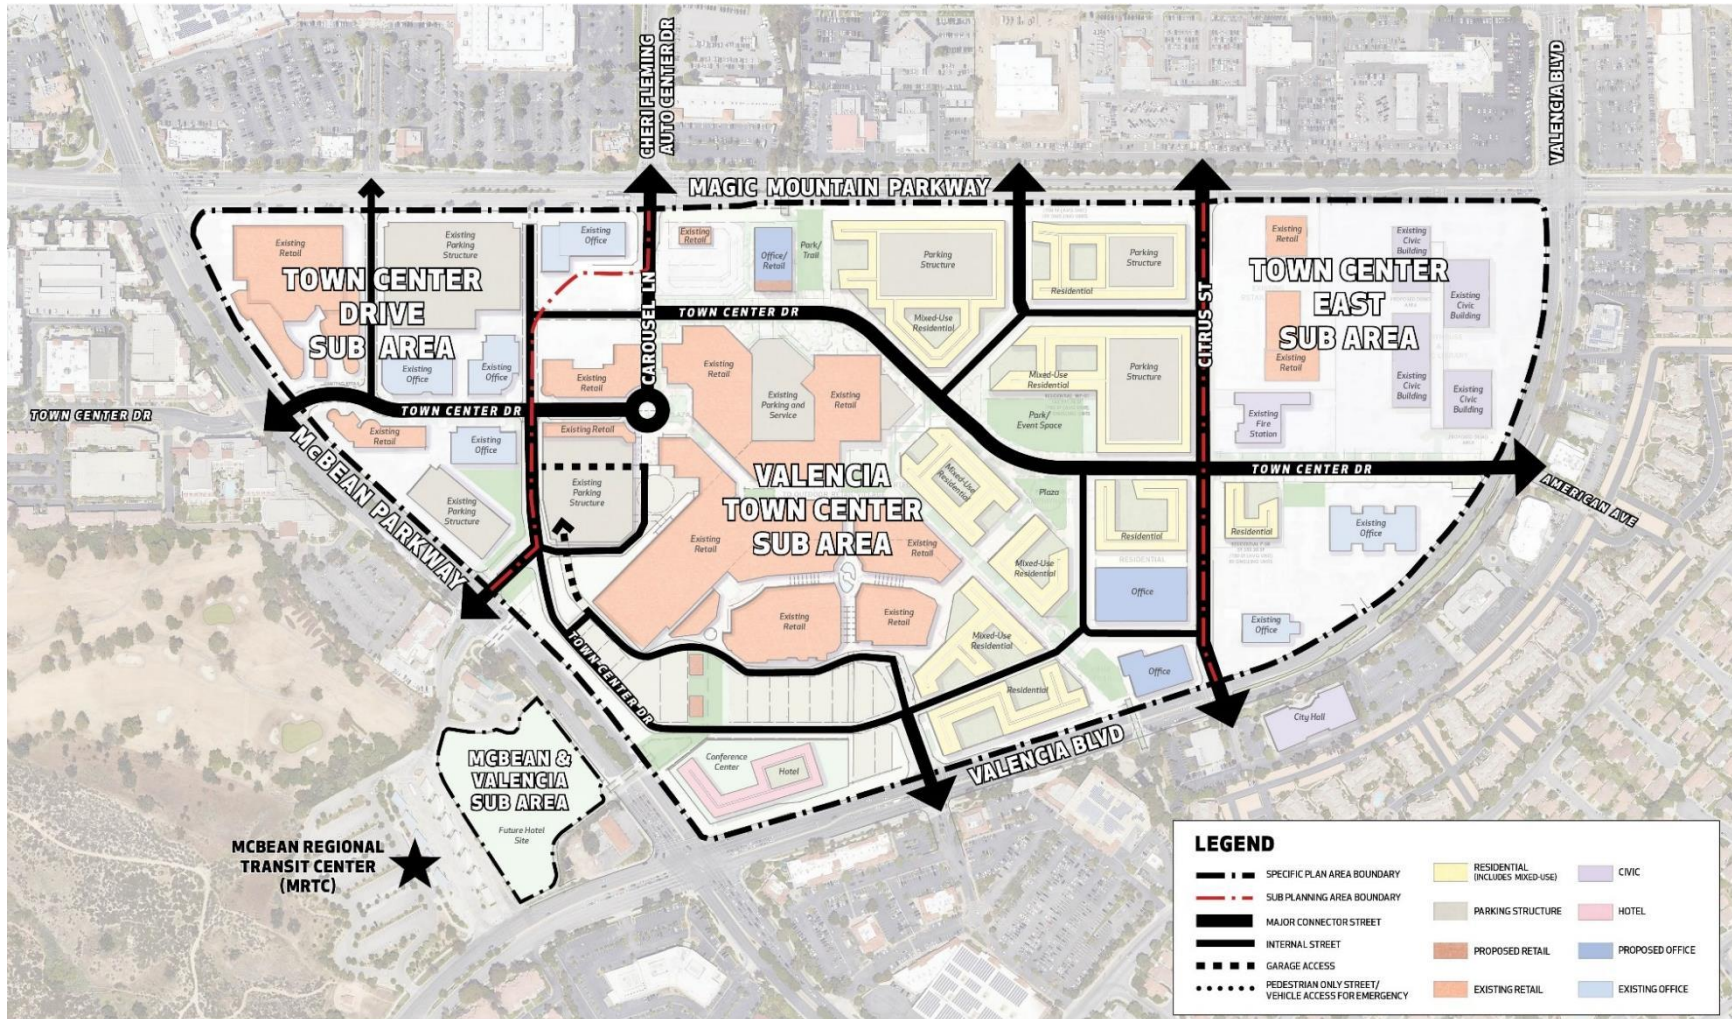 CHERI FLEMING
AUTO CENTER DR
VALENCIA BLVD
MAGIC MOUNTAIN PARKWAY
Existing
Retail
Existing
Parking
Structure
Existing
Office
Existing
Retail
Office/
Retail
Park/
Trail
Parking
Structure
Parking
Structure
Existing
Retail
Existing
Civic
Building
TOWN CENTER
DRIVE
SUB AREA
CAROUSEL LN
TOWN CENTER DR
Mixed-Use
Residential
Residential
CITRUS ST
TOWN CENTER
EAST
SUB AREA
Existing
Civic
Building
Existing
Civic
Building
Existing
Retail
Existing
Office
Existing
Office
Existing
Retail
Existing
Retail
Existing
Parking and
Service
Existing
Retail
Mixed-Use
Residential
Parking
Structure
Existing
Civic
Building
Existing
Civic
Building
TOWN CENTER DR
TOWN CENTER DR
Existing
Retail
Existing
Office
Existing Retail
Park/
Event Space
Existing
Fire
Station
MCBEAN PARKWAY
Existing
Parking
Structure
Existing
Parking
Structure
VALENCIA
TOWN CENTER
SUB AREA
Mixed-Use
Residential
Plaza
TOWN CENTER DR
AMERICAN AVE
Existing
Retail
Existing
Retail
Residential
RESIDENTIAL
Residential
Existing
Office
Mixed-Use
Residential
Office
Existing
Retail
Existing
Retail
Mixed-Use
Residential
Existing
Office
TOWN CENTER DR
Office
Residential
City Hall
VALENCIA BLVD
Conference
Center
Hotel
MCBEAN &
VALENCIA
SUB AREA
Future Hotel
Site
MCBEAN REGIONAL
TRANSIT CENTER
(MRTC)
LEGEND
SPECIFIC PLAN AREA BOUNDARY
SUB PLANNING AREA BOUNDARY
MAJOR CONNECTOR STREET
INTERNAL STREET
GARAGE ACCESS
PEDESTRIAN ONLY STREET/
VEHICLE ACCESS FOR EMERGENCY
RESIDENTIAL
(INCLUDES MIXED-USE)
PARKING STRUCTURE
PROPOSED RETAIL
EXISTING RETAIL
CIVIC
HOTEL
PROPOSED OFFICE
EXISTING OFFICE